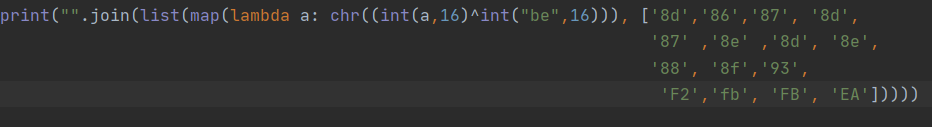 print("".join(list(map(lambda a: chr((int(a,16)^int("be",16))), ['8d','86','87', '8d',
'87' ,'8e' ,'8d', '8e',
'88', '8f','93',
'F2','fb', 'FB', 'EA']))))